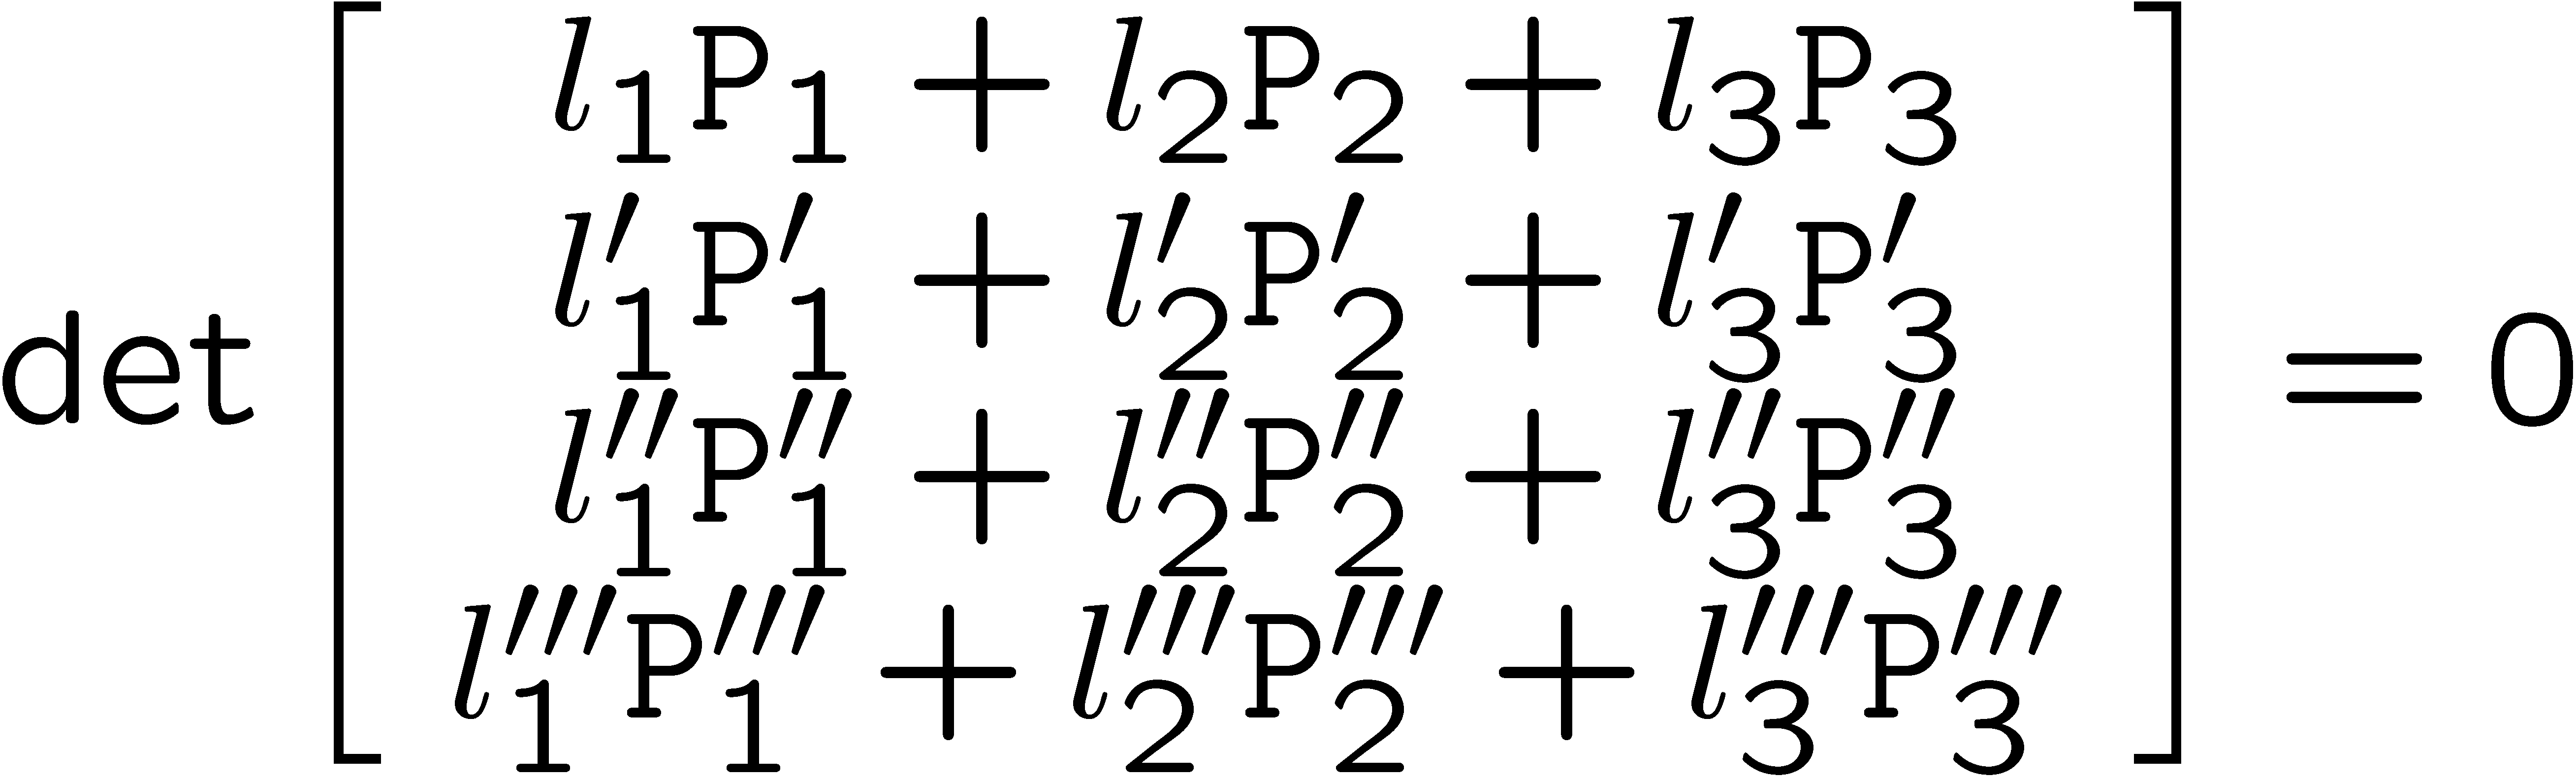 l₁P₁ + l₂P₂ + l₃P₃
l′₁P′₁ + l′₂P′₂ + l′₃P′₃
det [ l″₁P″₁ + l″₂P″₂ + l″₃P″₃ ] = 0
l‴₁P‴₁ + l‴₂P‴₂ + l‴₃P‴₃